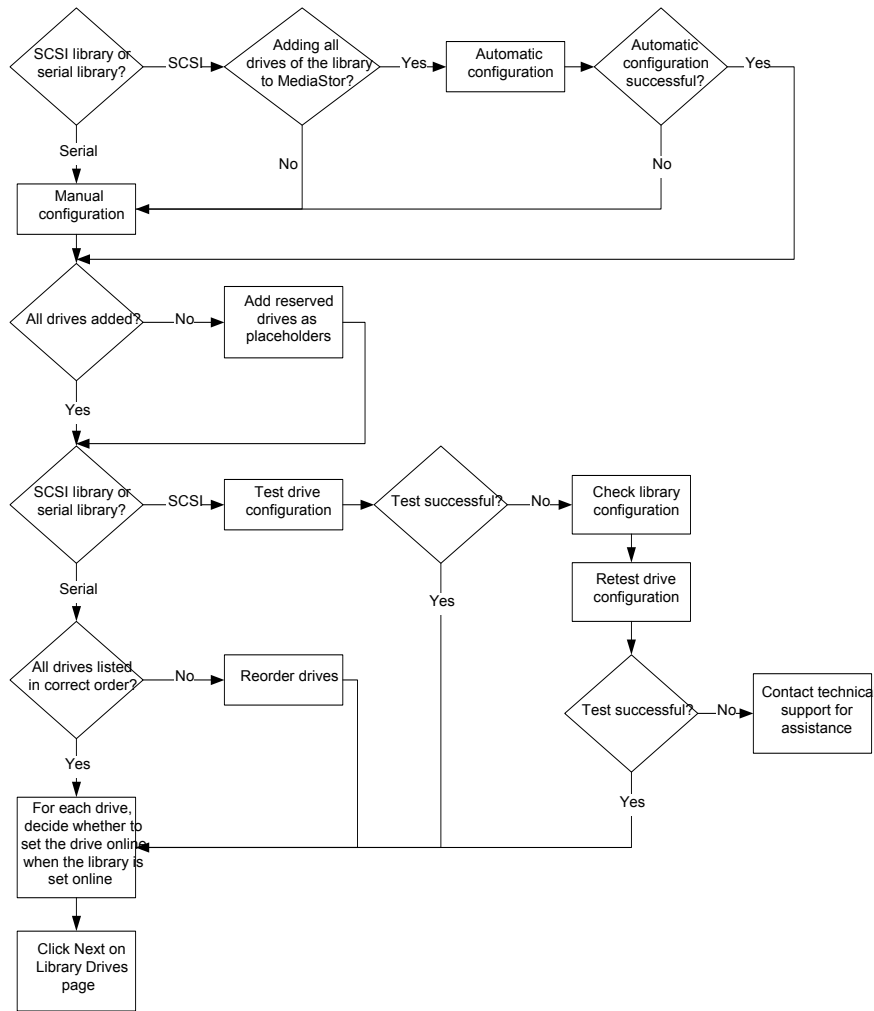 SCSI library or
serial library?
SCSI
Adding all
drives of the library
to MediaStor?
Yes
Automatic
configuration
Automatic
configuration
successful?
Yes
Serial
No
No
Manual
configuration
All drives added?
No
Add reserved
drives as
placeholders
Yes
SCSI library or
serial library?
SCSI
Test drive
configuration
Test successful?
No
Check library
configuration
Serial
Yes
Retest drive
configuration
All drives listed
in correct order?
No
Reorder drives
Test successful?
No
Contact technica
support for
assistance
Yes
Yes
For each drive,
decide whether to
set the drive online
when the library is
set online
Click Next on
Library Drives
page